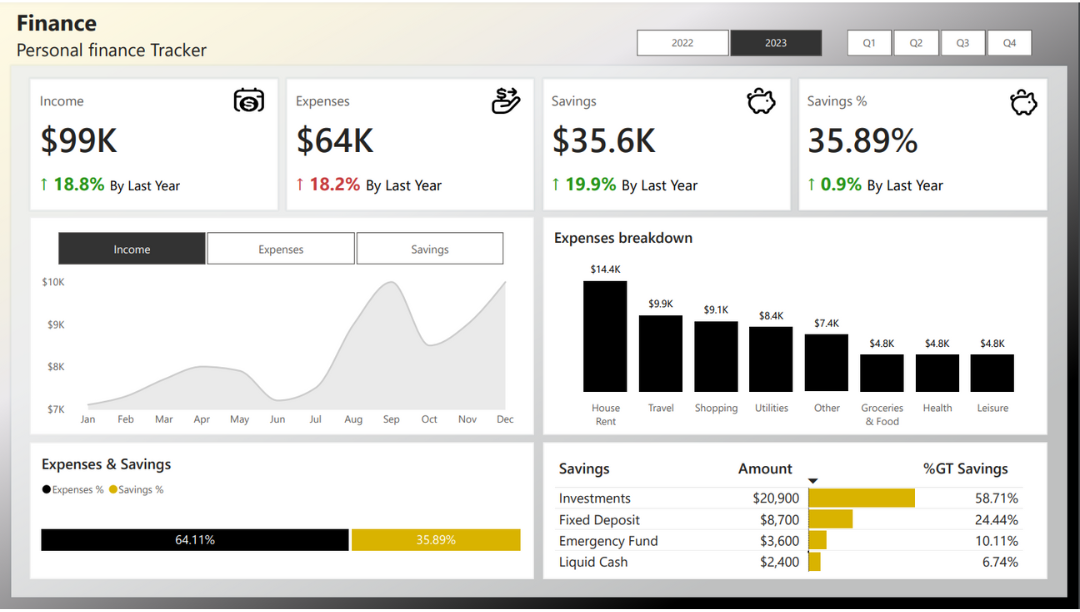 Finance
Personal finance Tracker
2022 2023 Q1 Q2 Q3 Q4
Income
$99K
↑ 18.8% By Last Year
Expenses
$64K
↑ 18.2% By Last Year
Savings
$35.6K
↑ 19.9% By Last Year
Savings %
35.89%
↑ 0.9% By Last Year
Income Expenses Savings
$10K
$9K
$8K
$7K
Jan Feb Mar Apr May Jun Jul Aug Sep Oct Nov Dec
Expenses breakdown
$14.4K $9.9K $9.1K $8.4K $7.4K $4.8K $4.8K $4.8K
House Rent Travel Shopping Utilities Other Groceries & Food Health Leisure
Expenses & Savings
Expenses % Savings %
64.11% 35.89%
Savings Amount %GT Savings
Investments $20,900 58.71%
Fixed Deposit $8,700 24.44%
Emergency Fund $3,600 10.11%
Liquid Cash $2,400 6.74%